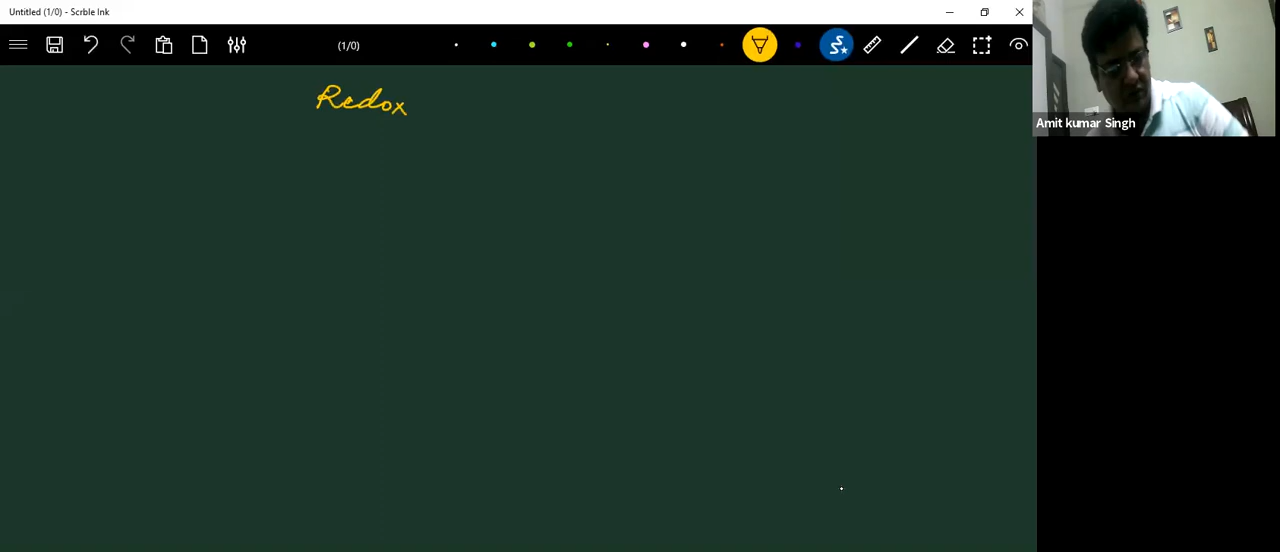 Untitled (1/0) - Scrble Ink
(1/0)
Redox
Amit kumar Singh